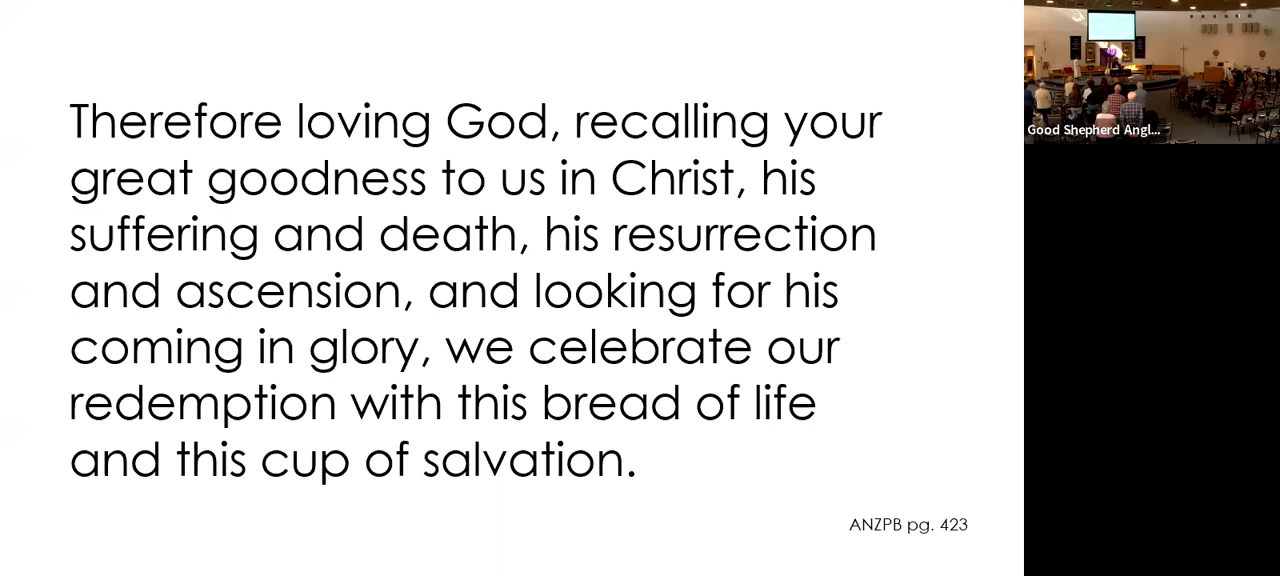 Therefore loving God, recalling your
great goodness to us in Christ, his
suffering and death, his resurrection
and ascension, and looking for his
coming in glory, we celebrate our
redemption with this bread of life
and this cup of salvation.
ANZPB pg. 423
Good Shepherd Angl...